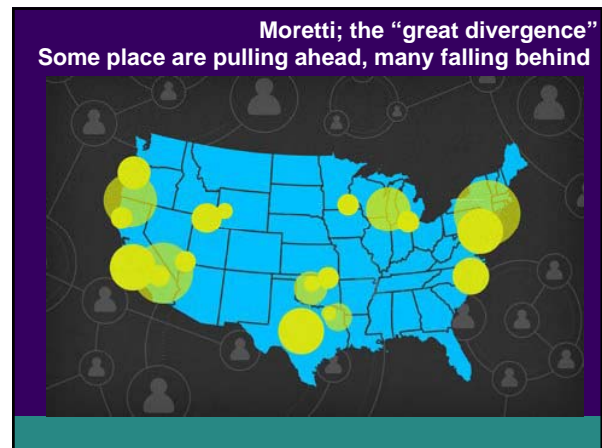 Moretti; the “great divergence”
Some place are pulling ahead, many falling behind